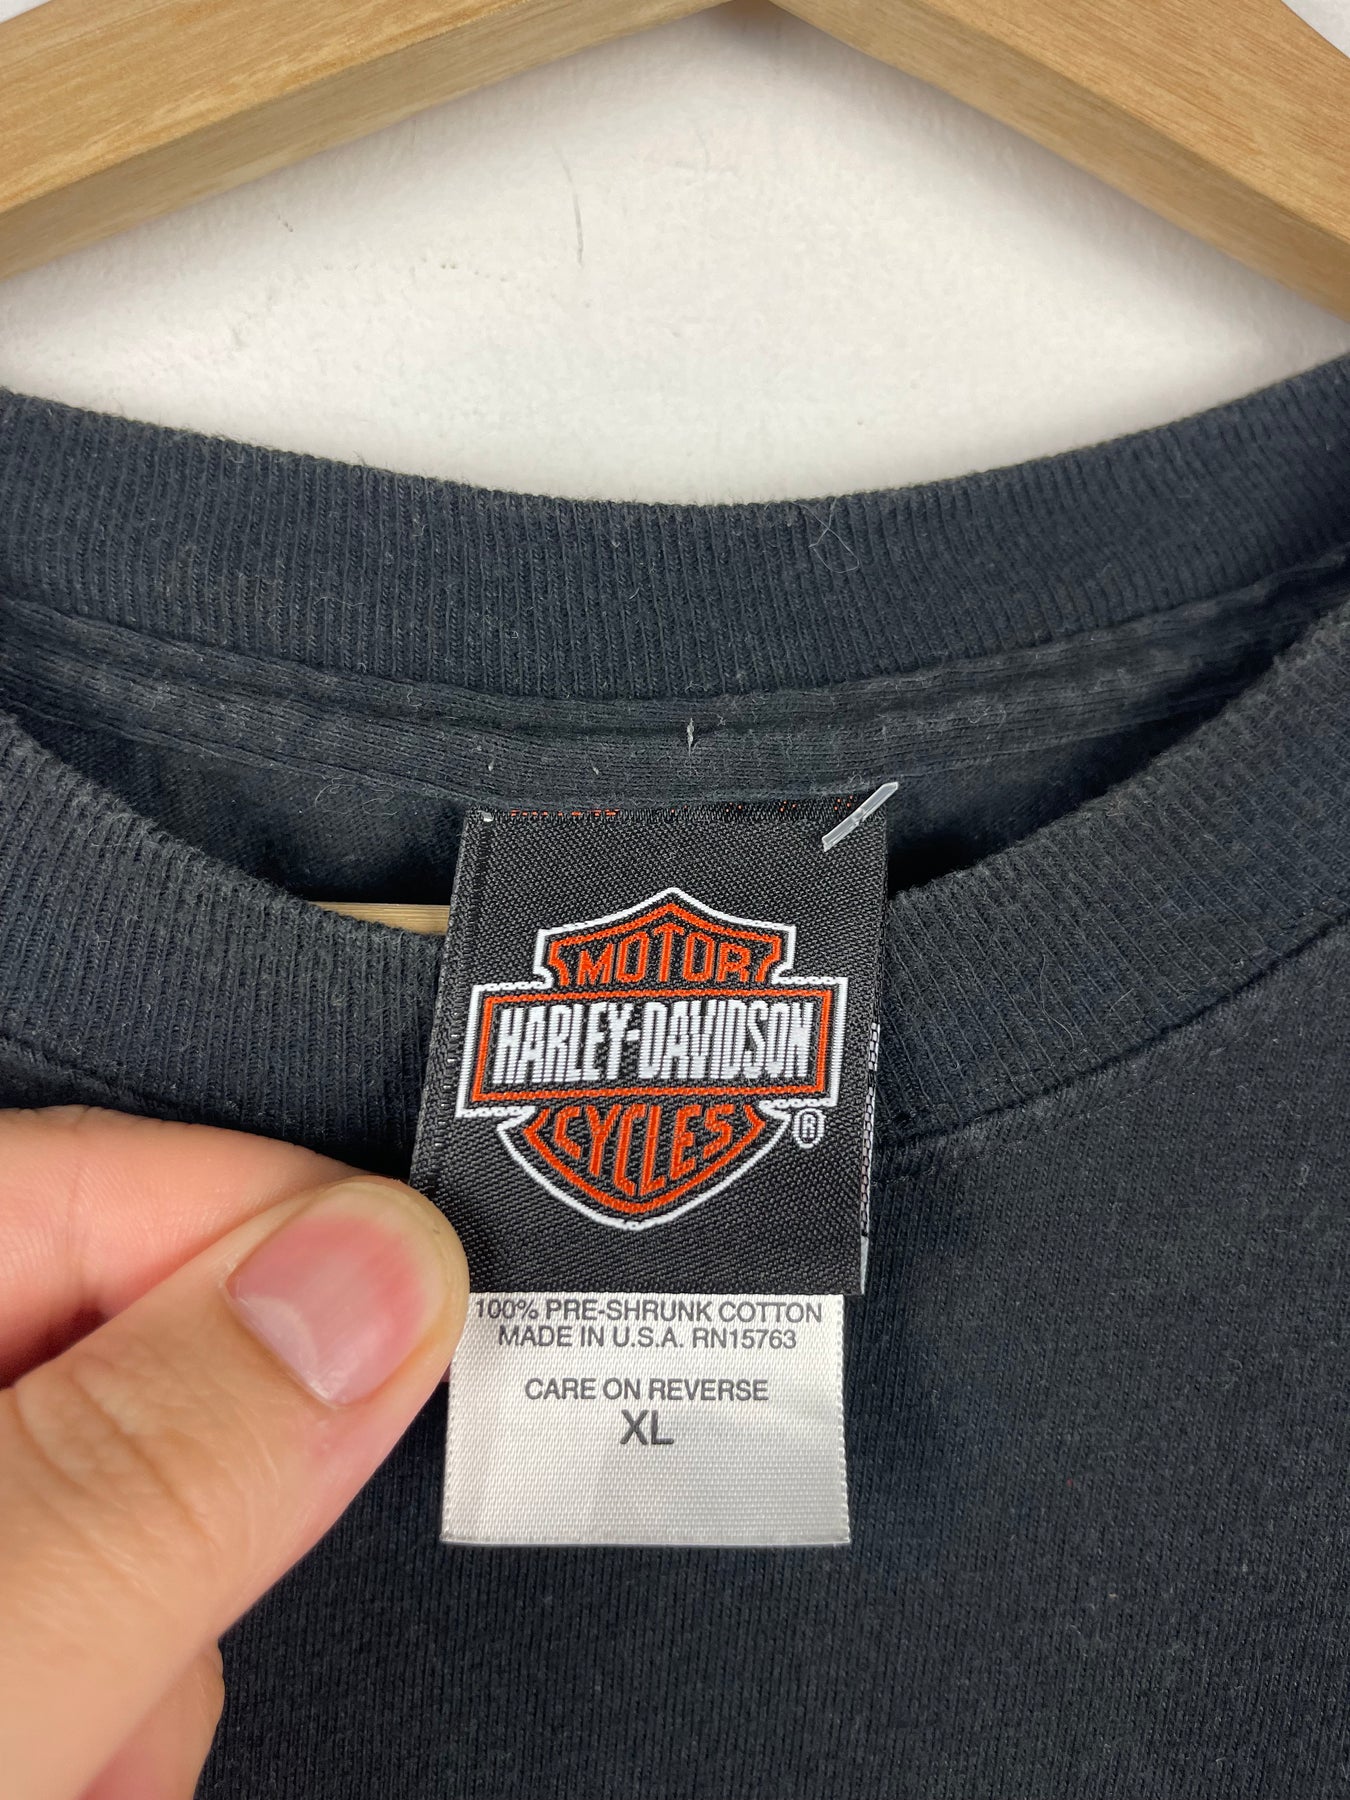 MOTOR
HARLEY-DAVIDSON
CYCLES
®
100% PRE-SHRUNK COTTON
MADE IN U.S.A. RN15763
CARE ON REVERSE
XL